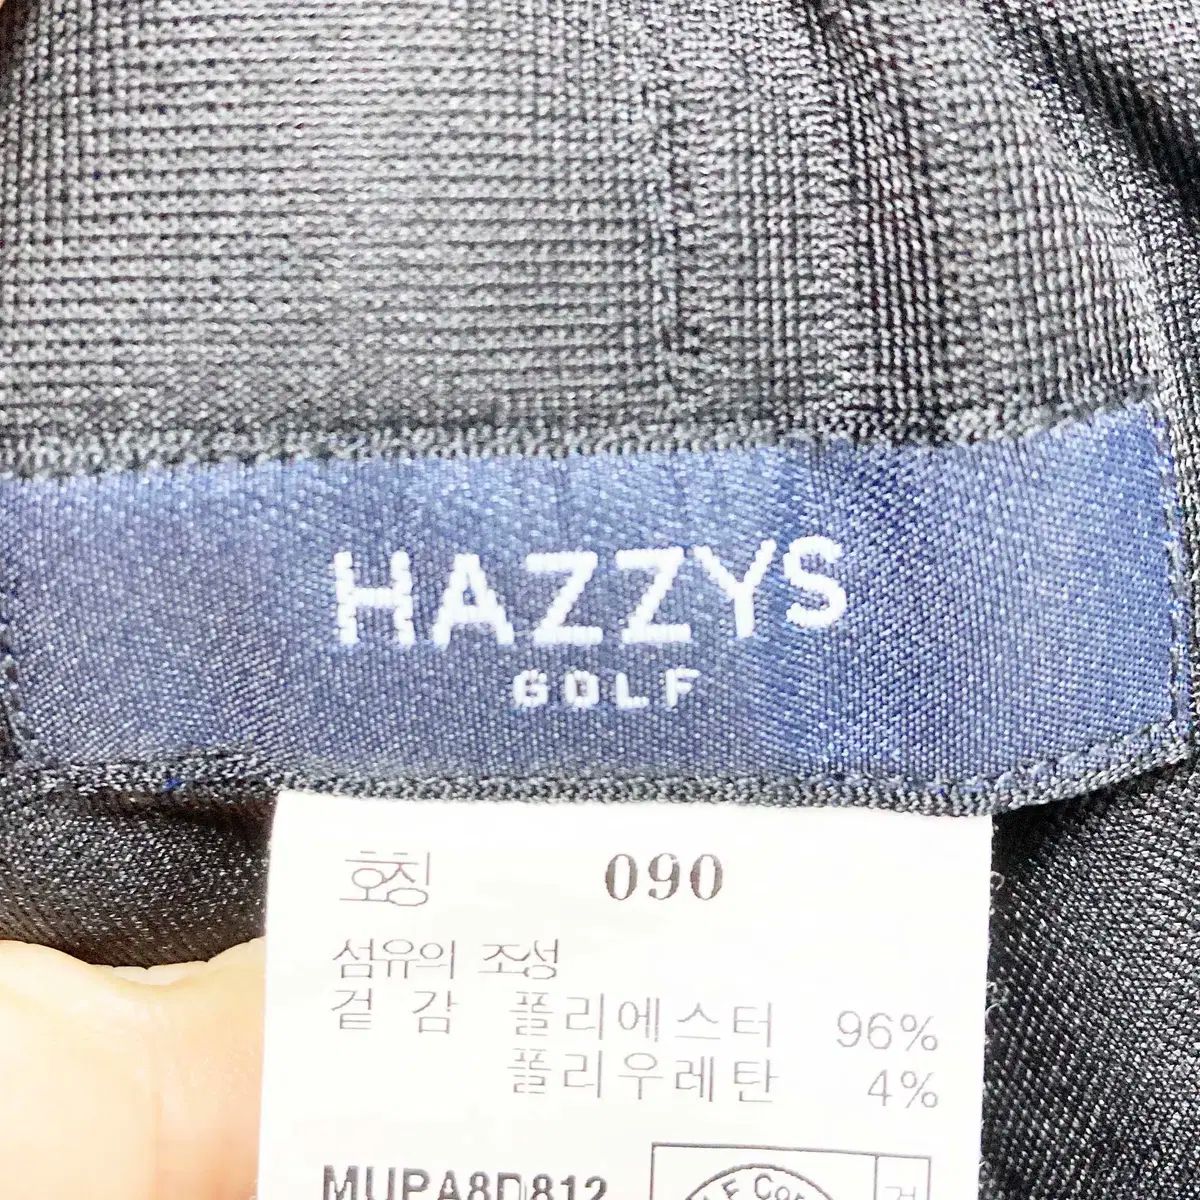 HAZZYS
GOLF
호칭 090
섬유의 조성
겉 감 폴리에스터 96%
폴리우레탄 4%
MUPA8D812